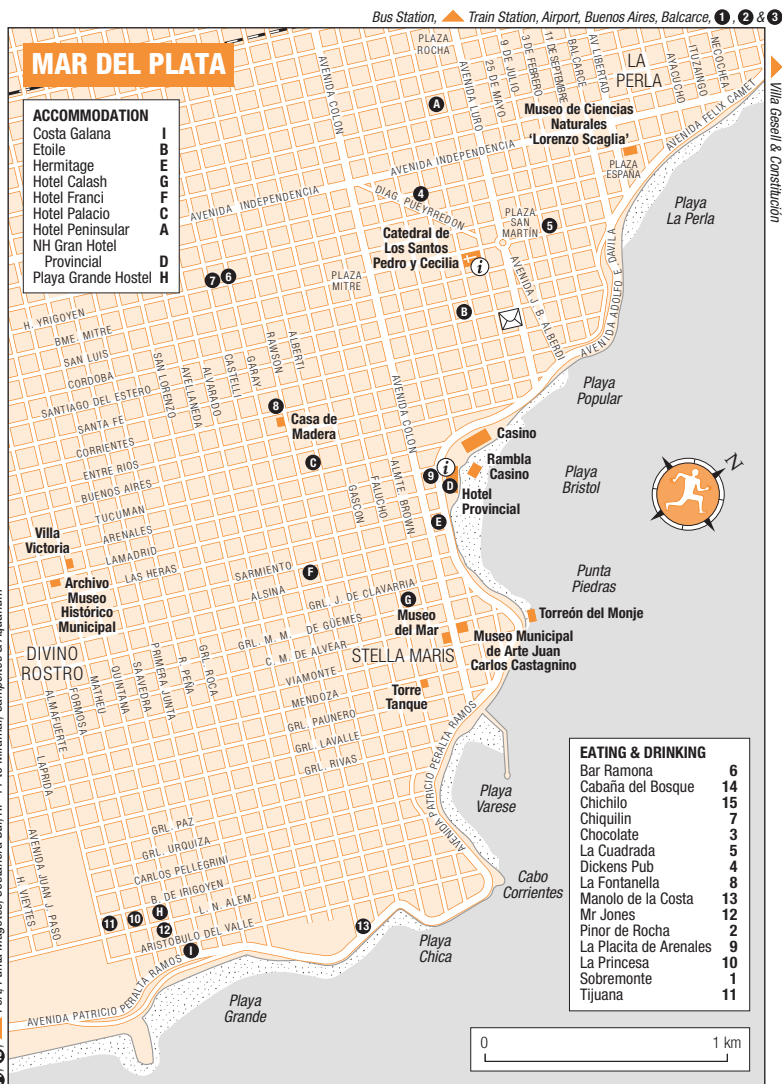 Bus Station, Train Station, Airport, Buenos Aires, Balcarce, 1, 2 & 3
MAR DEL PLATA
ACCOMMODATION
Costa Galana I
Etoile B
Hermitage E
Hotel Calash G
Hotel Franci F
Hotel Palacio C
Hotel Peninsular A
NH Gran Hotel
Provincial D
Playa Grande Hostel H
PLAZA
ROCHA
AVENIDA COLON
AVENIDA LURO
25 DE MAYO
9 DE JULIO
3 DE FEBRERO
11 DE SEPTIEMBRE
BALCARCE
AV LIBERTAD
LA
PERLA
AYACUCHO
ITUZAINGO
NECOCHEA
AVENIDA FELIX CAMET
Villa Gesell & Constitución
A
Museo de Ciencias
Naturales
‘Lorenzo Scaglia’
PLAZA
ESPAÑA
AVENIDA INDEPENDENCIA
AVENIDA INDEPENDENCIA
Playa
La Perla
4
DIAG. PUEYRREDON
PLAZA
SAN
MARTÍN
5
Catedral de
Los Santos
Pedro y Cecilia
i
PLAZA
MITRE
7
6
B
AVENIDA J. B. ALBERDI
AVENIDA ADOLFO E. DAVILA
H. YRIGOYEN
BME. MITRE
SAN LUIS
CORDOBA
SANTIAGO DEL ESTERO
SANTA FE
CORRIENTES
ENTRE RIOS
BUENOS AIRES
TUCUMAN
ARENALES
LAMADRID
LAS HERAS
SAN LORENZO
AVELLANEDA
ALVARADO
CASTELLI
GARAY
RAWSON
ALBERTI
Playa
Popular
8
Casa de
Madera
AVENIDA COLON
Casino
Rambla
Casino
C
9
i
D
Hotel
Provincial
Playa
Bristol
N
GASCON
FALUCHO
ALMTE. BROWN
E
Villa
Victoria
Archivo
Museo
Histórico
Municipal
SARMIENTO
F
ALSINA
GRL. J. DE CLAVARRIA
G
Punta
Piedras
Torreón del Monje
Museo
del Mar
Museo Municipal
de Arte Juan
Carlos Castagnino
GRL. M. M. DE GÜEMES
C. M. DE ALVEAR
STELLA MARIS
DIVINO
ROSTRO
VIAMONTE
MENDOZA
Torre
Tanque
GRL. PAUNERO
GRL. LAVALLE
GRL. RIVAS
GRL. ROCA
R. PEÑA
PRIMERA JUNTA
SAAVEDRA
QUINTANA
MATHEU
FORMOSA
ALMAFUERTE
LAPRIDA
AVENIDA PATRICIO PERALTA RAMOS
Playa
Varese
Cabo
Corrientes
GRL. PAZ
GRL. URQUIZA
CARLOS PELLEGRINI
B. DE IRIGOYEN
L. N. ALEM
ARISTOBULO DEL VALLE
AVENIDA JUAN J. PASO
H. VIEYTES
11
10
H
12
I
13
Playa
Chica
AVENIDA PATRICIO PERALTA RAMOS
Playa
Grande
EATING & DRINKING
Bar Ramona 6
Cabaña del Bosque 14
Chichilo 15
Chiquilin 7
Chocolate 3
La Cuadrada 5
Dickens Pub 4
La Fontanella 8
Manolo de la Costa 13
Mr Jones 12
Pinor de Rocha 2
La Placita de Arenales 9
La Princesa 10
Sobremonte 1
Tijuana 11
0 1 km